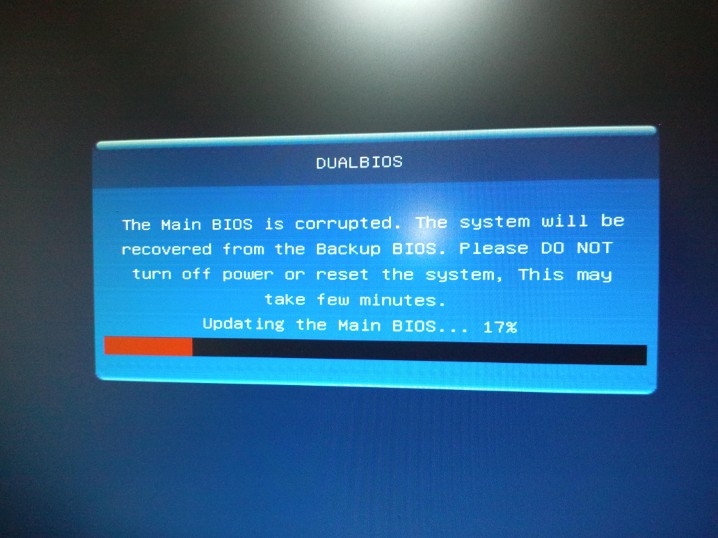 DUALBIOS
The Main BIOS is corrupted. The system will be
recovered from the Backup BIOS. Please DO NOT
turn off power or reset the system, This may
take few minutes.
Updating the Main BIOS... 17%